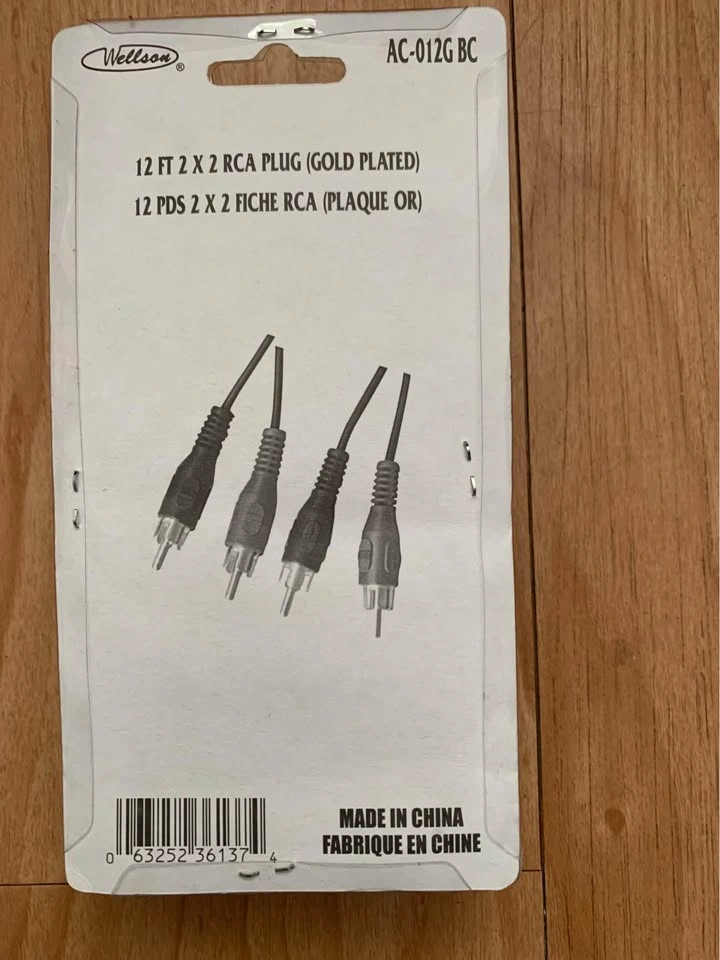 Wellson®
AC-012G BC
12 FT 2 X 2 RCA PLUG (GOLD PLATED)
12 PDS 2 X 2 FICHE RCA (PLAQUE OR)
MADE IN CHINA
FABRIQUE EN CHINE
0 63252 36137 4